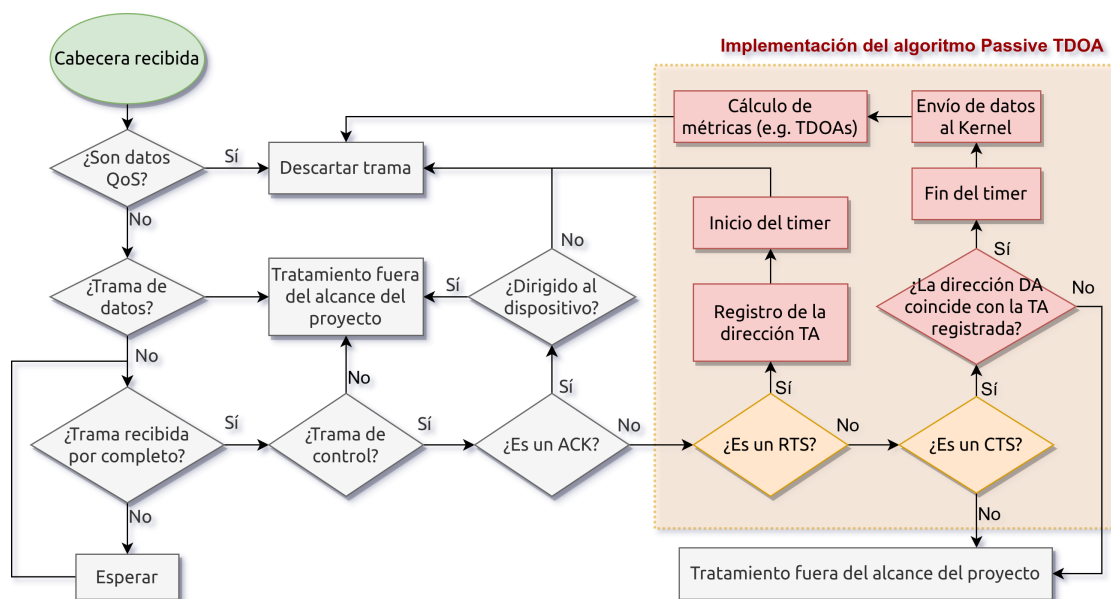 Implementación del algoritmo Passive TDOA
Cabecera recibida
¿Son datos
QoS?
Sí
No
Descartar trama
Cálculo de
métricas (e.g. TDOAs)
Envío de datos
al Kernel
Fin del timer
Inicio del timer
Sí
No
¿Trama de
datos?
No
Tratamiento fuera
del alcance del
proyecto
Sí
¿Dirigido al
dispositivo?
No
Registro de la
dirección TA
¿La dirección DA
coincide con la TA
registrada?
¿Trama recibida
por completo?
Sí
No
¿Trama de
control?
No
Sí
¿Es un ACK?
Sí
No
¿Es un RTS?
Sí
No
¿Es un CTS?
Sí
No
Esperar
Tratamiento fuera del alcance del proyecto